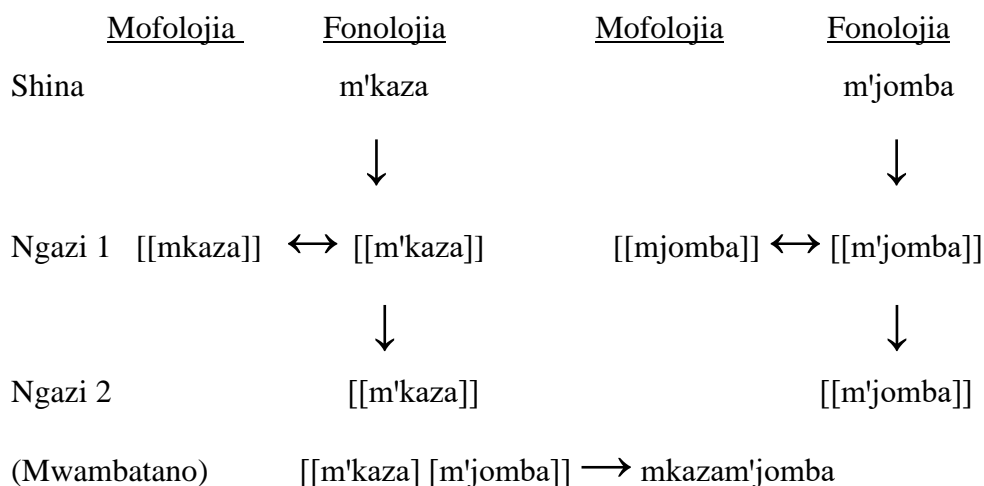 Mofolojia Fonolojia Mofolojia Fonolojia
Shina m'kaza m'jomba
↓ ↓
Ngazi 1 [[mkaza]] ↔ [[m'kaza]] [[mjomba]] ↔ [[m'jomba]]
↓ ↓
Ngazi 2 [[m'kaza]] [[m'jomba]]
(Mwambatano) [[m'kaza] [m'jomba]] → mkazam'jomba